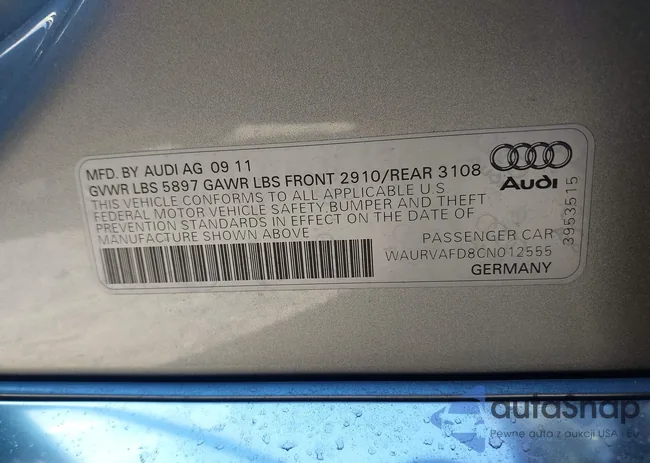 MFD. BY AUDI AG 09 11
GVWR LBS 5897 GAWR LBS FRONT 2910/REAR 3108
THIS VEHICLE CONFORMS TO ALL APPLICABLE U S
FEDERAL MOTOR VEHICLE SAFETY BUMPER AND THEFT
PREVENTION STANDARDS IN EFFECT ON THE DATE OF
MANUFACTURE SHOWN ABOVE
Audi
3953515
PASSENGER CAR
WAURVAFD8CN012555
GERMANY
autaSnap
Pewne auta z aukcji USA i EU